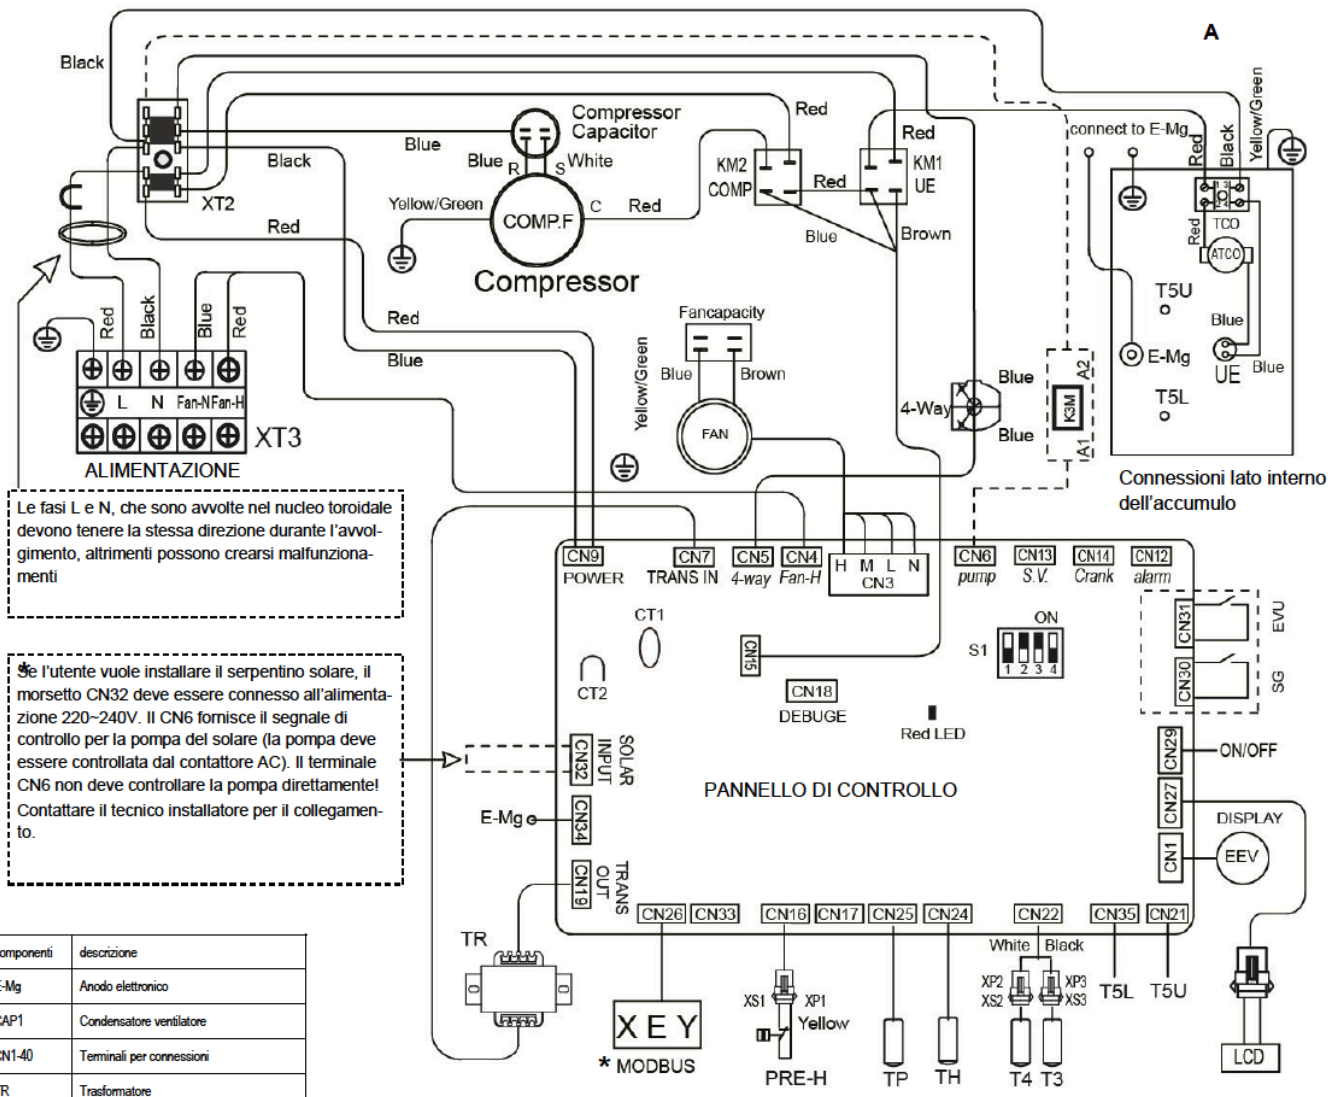 A
Black
Compressor
Capacitor
Red
Red
connect to E-Mg
Red
Black
Yellow/Green
Blue
Black
Blue
White
R
S
KM2
COMP
Red
KM1
UE
1 3
2 4
TCO
XT2
Yellow/Green
COMP.F
C
Red
Blue
Brown
Red
ATCO
Red
Compressor
T5U
Blue
Red
Black
Blue
Red
Red
Blue
Fancapacity
Yellow/Green
Blue
Brown
E-Mg
UE
Blue
T5L
L
N
Fan-N
Fan-H
XT3
FAN
4-Way
Blue
Blue
A2
K3M
A1
ALIMENTAZIONE
Connessioni lato interno
dell'accumulo
Le fasi L e N, che sono avvolte nel nucleo toroidale
devono tenere la stessa direzione durante l'avvol-
gimento, altrimenti possono crearsi malfunziona-
menti
CN9
POWER
CN7
TRANS IN
CN5
4-way
CN4
Fan-H
H M L N
CN3
CN6
pump
CN13
S.V.
CN14
Crank
CN12
alarm
CT1
CT2
CN15
CN18
DEBUGE
S1
ON
1 2 3 4
Red LED
CN31
EVU
CN30
SG
* Se l'utente vuole installare il serpentino solare, il
morsetto CN32 deve essere connesso all'alimenta-
zione 220~240V. Il CN6 fornisce il segnale di
controllo per la pompa del solare (la pompa deve
essere controllata dal contattore AC). Il terminale
CN6 non deve controllare la pompa direttamente!
Contattare il tecnico installatore per il collegamen-
to.
CN32
SOLAR
INPUT
PANNELLO DI CONTROLLO
CN29
ON/OFF
CN27
DISPLAY
CN1
EEV
E-Mg
CN34
CN19
TRANS
OUT
CN26
CN33
CN16
CN17
CN25
CN24
CN22
CN35
CN21
White
Black
TR
XS1
XP1
Yellow
XP2
XS2
XP3
XS3
T5L
T5U
X E Y
* MODBUS
PRE-H
TP
TH
T4
T3
LCD
omponenti descrizione
E-Mg Anodo elettronico
CAP1 Condensatore ventilatore
CN1-40 Terminali per connessioni
TR Trasformatore